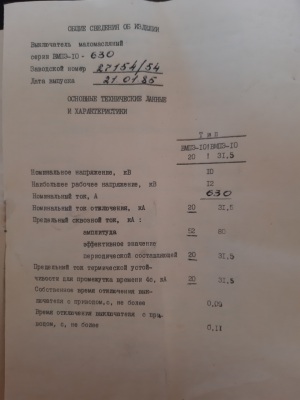 ОБЩИЕ СВЕДЕНИЯ ОБ ИЗДЕЛИИ
Выключатель маломасляный
серии ВМПЭ-10- 630
Заводской номер 27154/54
Дата выпуска 21.01.85
ОСНОВНЫЕ ТЕХНИЧЕСКИЕ ДАННЫЕ
И ХАРАКТЕРИСТИКИ
Тип
ВМПЭ-10 ВМПЭ-10
20 31,5
Номинальное напряжение, кВ 10
Наибольшее рабочее напряжение, кВ 12
Номинальный ток, А 630
Номинальный ток отключения, кА 20 31,5
Предельный сквозной ток, кА :
амплитуда 52 80
эффективное значение
периодической составляющей 20 31,5
Предельный ток термической устой-
чивости для промежутка времени 4с, кА 20 31,5
Собственное время отключения вык-
лючателя с приводом,с, не более 0,09
Время отключения выключателя с при-
водом,с, не более 0,11